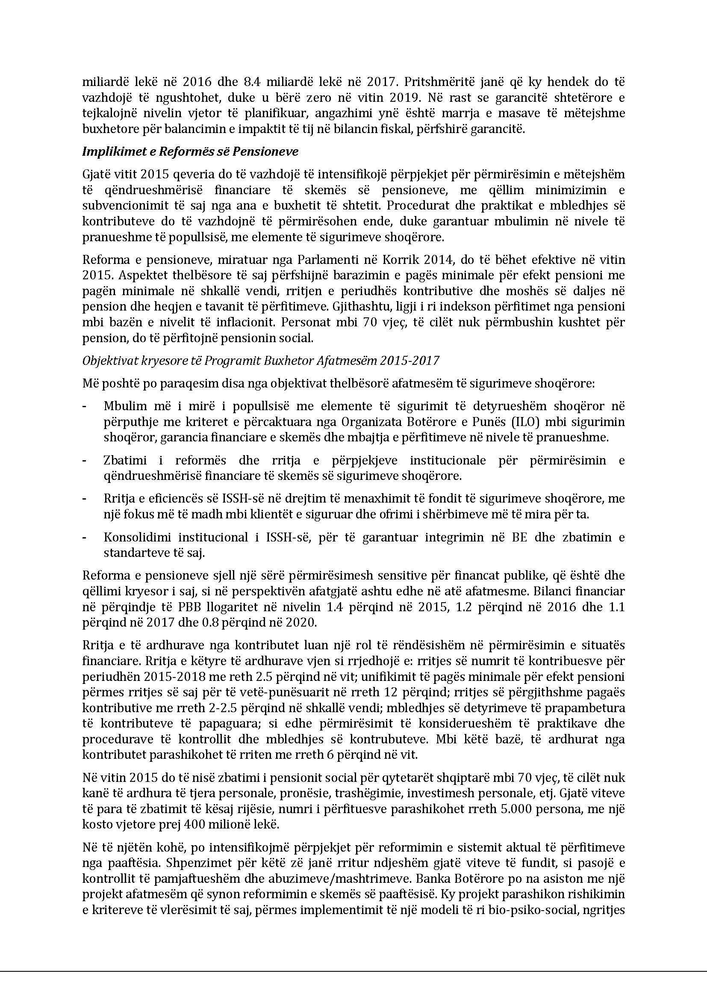 miliardë lekë në 2016 dhe 8.4 miliardë lekë në 2017. Pritshmëritë janë që ky hendek do të
vazhdojë të ngushtohet, duke u bërë zero në vitin 2019. Në rast se garancitë shtetërore e
tejkalojnë nivelin vjetor të planifikuar, angazhimi ynë është marrja e masave të mëtejshme
buxhetore për balancimin e impaktit të tij në bilancin fiskal, përfshirë garancitë.
Implikimet e Reformës së Pensioneve
Gjatë vitit 2015 qeveria do të vazhdojë të intensifikojë përpjekjet për përmirësimin e mëtejshëm
të qëndrueshmërisë financiare të skemës së pensioneve, me qëllim minimizimin e
subvencionimit të saj nga ana e buxhetit të shtetit. Procedurat dhe praktikat e mbledhjes së
kontributeve do të vazhdojnë të përmirësohen ende, duke garantuar mbulimin në nivele të
pranueshme të popullsisë, me elemente të sigurimeve shoqërore.
Reforma e pensioneve, miratuar nga Parlamenti në Korrik 2014, do të bëhet efektive në vitin
2015. Aspektet thelbësore të saj përfshijnë barazimin e pagës minimale për efekt pensioni me
pagën minimale në shkallë vendi, rritjen e periudhës kontributive dhe moshës së daljes në
pension dhe heqjen e tavanit të përfitimeve. Gjithashtu, ligji i ri indekson përfitimet nga pensioni
mbi bazën e nivelit të inflacionit. Personat mbi 70 vjeç, të cilët nuk përmbushin kushtet për
pension, do të përfitojnë pensionin social.
Objektivat kryesore të Programit Buxhetor Afatmesëm 2015-2017
Më poshtë po paraqesim disa nga objektivat thelbësorë afatmesëm të sigurimeve shoqërore:
- Mbulim më i mirë i popullsisë me elemente të sigurimit të detyrueshëm shoqëror në
përputhje me kriteret e përcaktuara nga Organizata Botërore e Punës (ILO) mbi sigurimin
shoqëror, garancia financiare e skemës dhe mbajtja e përfitimeve në nivele të pranueshme.
- Zbatimi i reformës dhe rritja e përpjekjeve institucionale për përmirësimin e
qëndrueshmërisë financiare të skemës së sigurimeve shoqërore.
- Rritja e eficiencës së ISSH-së në drejtim të menaxhimit të fondit të sigurimeve shoqërore, me
një fokus më të madh mbi klientët e siguruar dhe ofrimi i shërbimeve më të mira për ta.
- Konsolidimi institucional i ISSH-së, për të garantuar integrimin në BE dhe zbatimin e
standarteve të saj.
Reforma e pensioneve sjell një sërë përmirësimesh sensitive për financat publike, që është dhe
qëllimi kryesor i saj, si në perspektivën afatgjatë ashtu edhe në atë afatmesme. Bilanci financiar
në përqindje të PBB llogaritet në nivelin 1.4 përqind në 2015, 1.2 përqind në 2016 dhe 1.1
përqind në 2017 dhe 0.8 përqind në 2020.
Rritja e të ardhurave nga kontributet luan një rol të rëndësishëm në përmirësimin e situatës
financiare. Rritja e këtyre të ardhurave vjen si rrjedhojë e: rritjes së numrit të kontribuesve për
periudhën 2015-2018 me reth 2.5 përqind në vit; unifikimit të pagës minimale për efekt pensioni
përmes rritjes së saj për të vetë-punësuarit në rreth 12 përqind; rritjes së përgjithshme pagaës
kontributive me rreth 2-2.5 përqind në shkallë vendi; mbledhjes së detyrimeve të prapambetura
të kontributeve të papaguara; si edhe përmirësimit të konsiderueshëm të praktikave dhe
procedurave të kontrollit dhe mbledhjes së kontrubuteve. Mbi këtë bazë, të ardhurat nga
kontributet parashikohet të rriten me rreth 6 përqind në vit.
Në vitin 2015 do të nisë zbatimi i pensionit social për qytetarët shqiptarë mbi 70 vjeç, të cilët nuk
kanë të ardhura të tjera personale, pronësie, trashëgimie, investimesh personale, etj. Gjatë viteve
të para të zbatimit të kësaj rijësie, numri i përfituesve parashikohet rreth 5.000 persona, me një
kosto vjetore prej 400 milionë lekë.
Në të njëtën kohë, po intensifikojmë përpjekjet për reformimin e sistemit aktual të përfitimeve
nga paaftësia. Shpenzimet për këtë zë janë rritur ndjeshëm gjatë viteve të fundit, si pasojë e
kontrollit të pamjaftueshëm dhe abuzimeve/mashtrimeve. Banka Botërore po na asiston me një
projekt afatmesëm që synon reformimin e skemës së paaftësisë. Ky projekt parashikon rishikimin
e kritereve të vlerësimit të saj, përmes implementimit të një modeli të ri bio-psiko-social, ngritjes